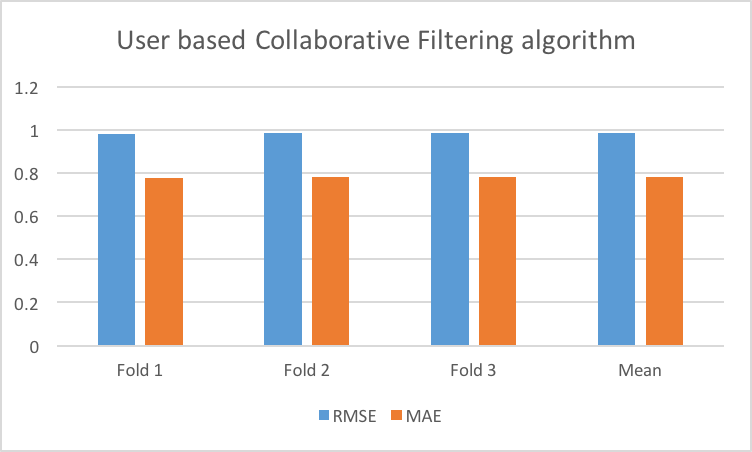 User based Collaborative Filtering algorithm
1.2
1
0.8
0.6
0.4
0.2
0
Fold 1 Fold 2 Fold 3 Mean
RMSE MAE